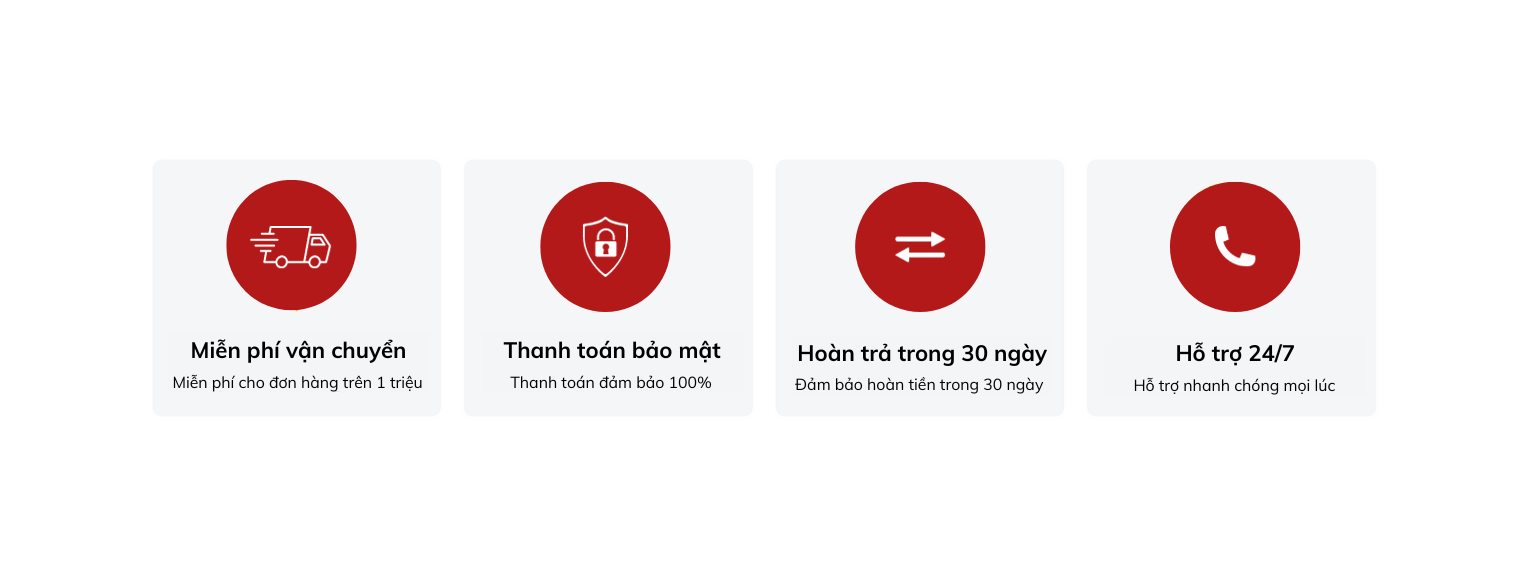 Miễn phí vận chuyển
Miễn phí cho đơn hàng trên 1 triệu
Thanh toán bảo mật
Thanh toán đảm bảo 100%
Hoàn trả trong 30 ngày
Đảm bảo hoàn tiền trong 30 ngày
Hỗ trợ 24/7
Hỗ trợ nhanh chóng mọi lúc